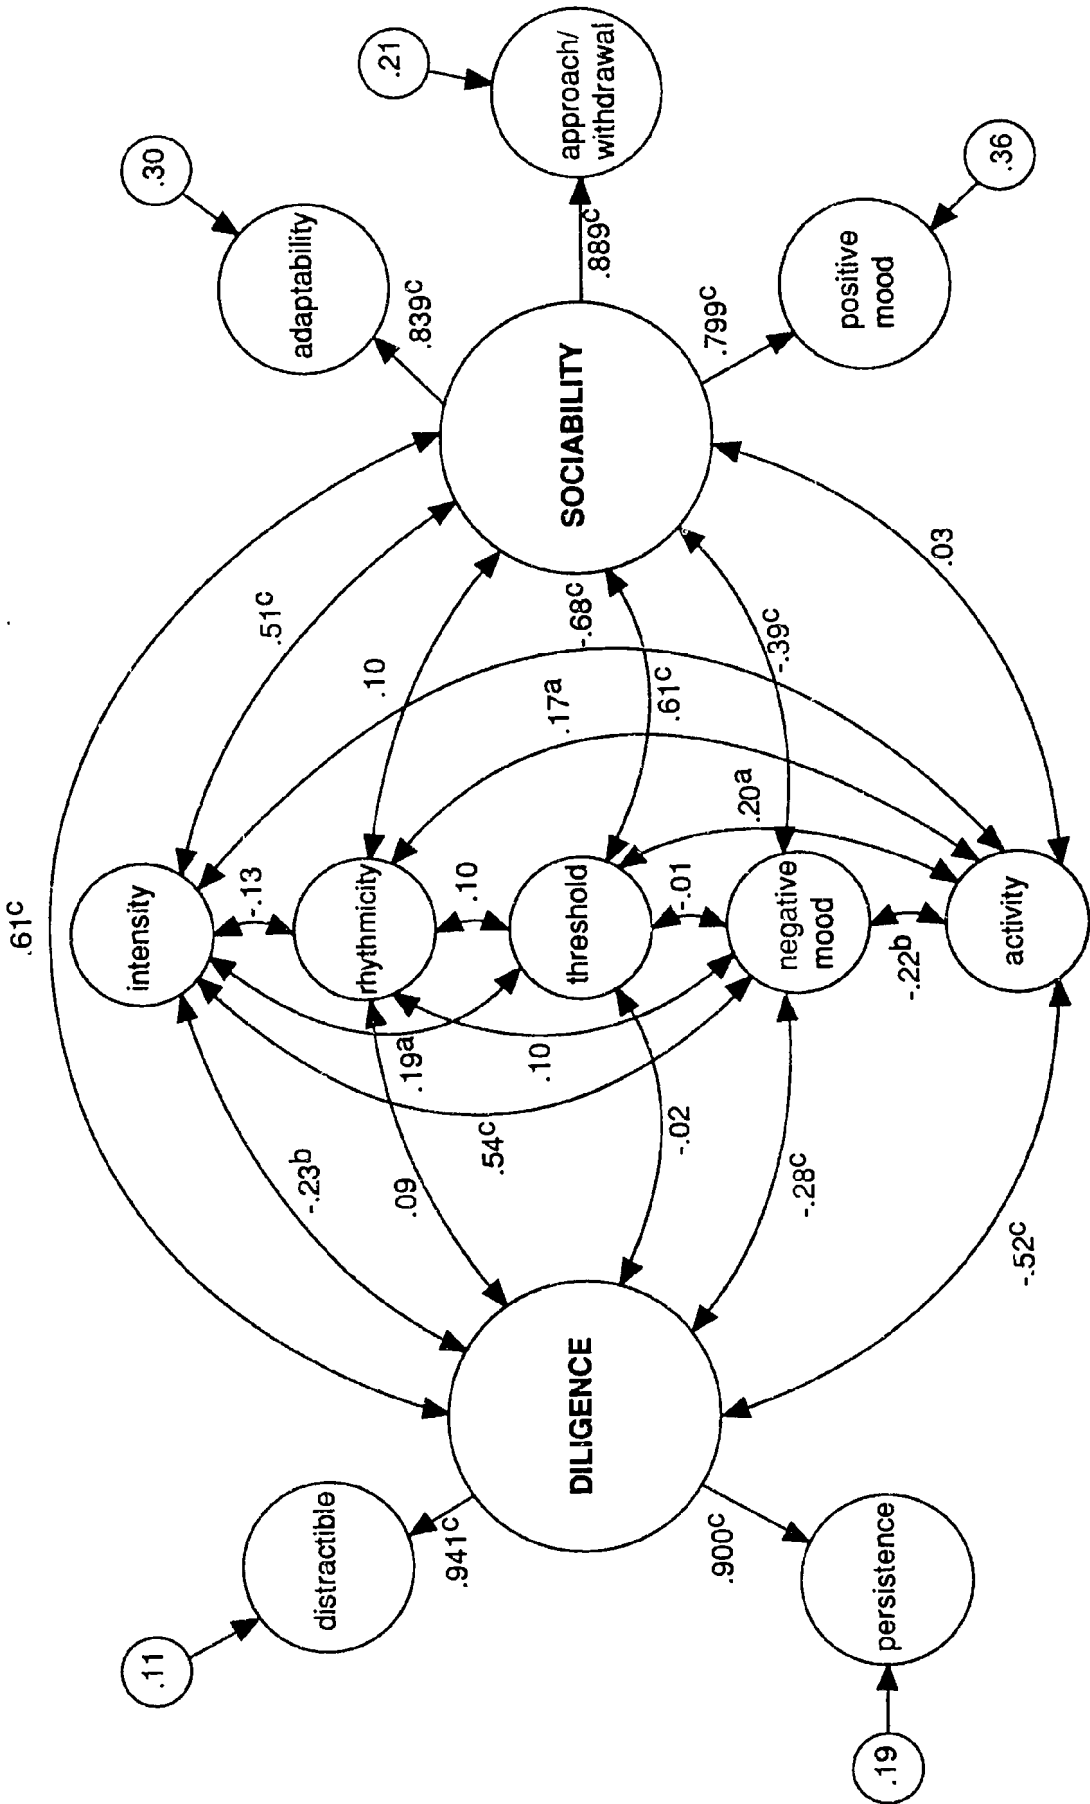 .61c
.11
distractible
.941c
DILIGENCE
.900c
persistence
.19
-.23b
.09
-.02
-.28c
-.52c
.54c
.19a
.10
intensity
-.13
rhythmicity
.10
threshold
-.01
negative
mood
-.22b
activity
.51c
.10
-.68c
.17a
.61c
.20a
-.39c
.03
SOCIABILITY
.839c
.889c
.799c
adaptability
.30
approach/
withdrawal
.21
positive
mood
.36